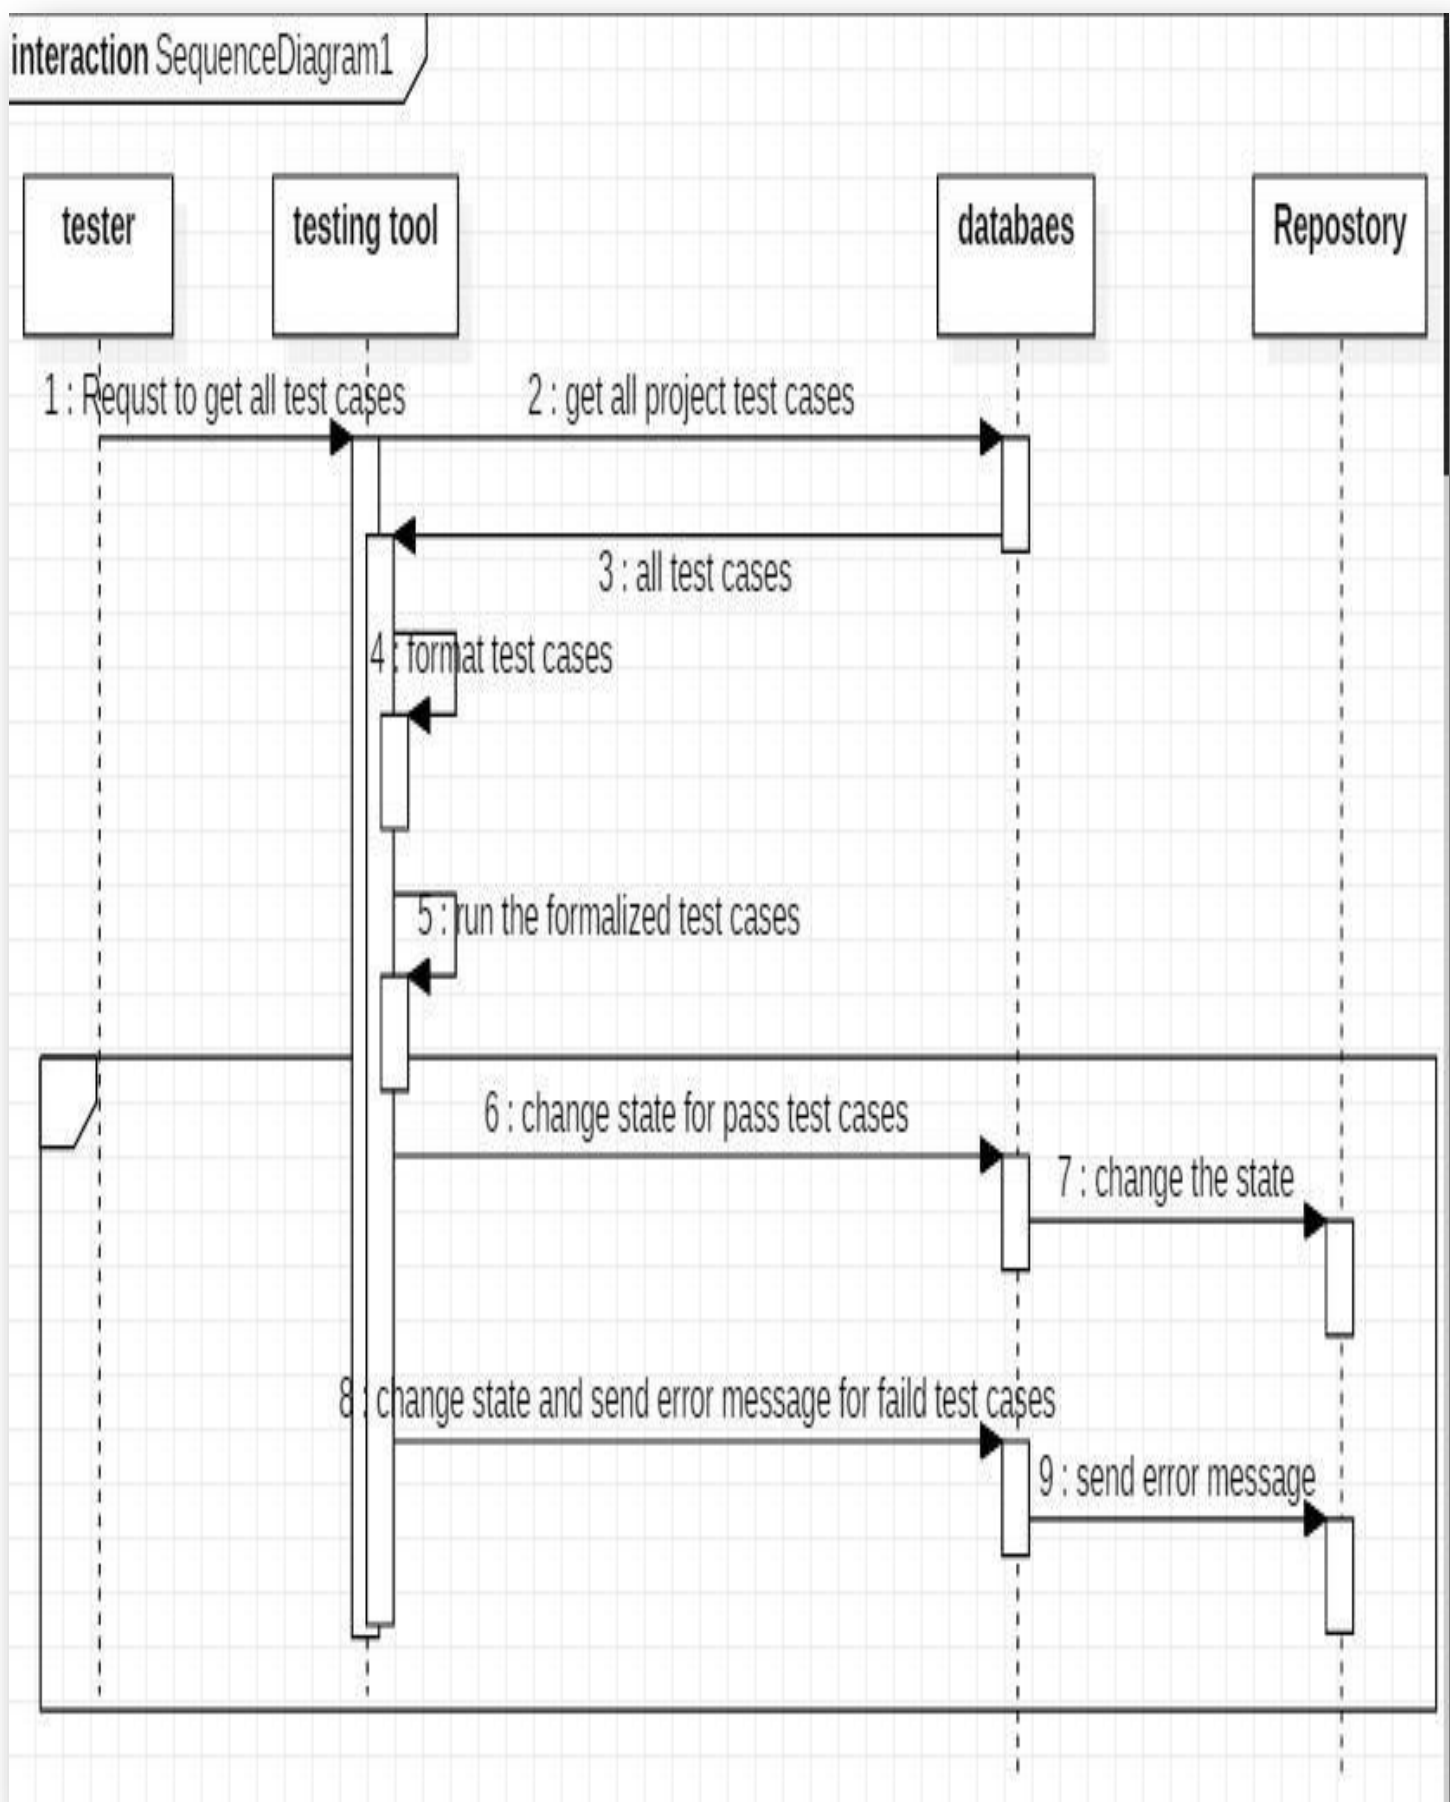 interaction SequenceDiagram1
tester
testing tool
databaes
Repostory
1 : Requst to get all test cases
2 : get all project test cases
3 : all test cases
4 : format test cases
5 : run the formalized test cases
6 : change state for pass test cases
7 : change the state
8 : change state and send error message for faild test cases
9 : send error message